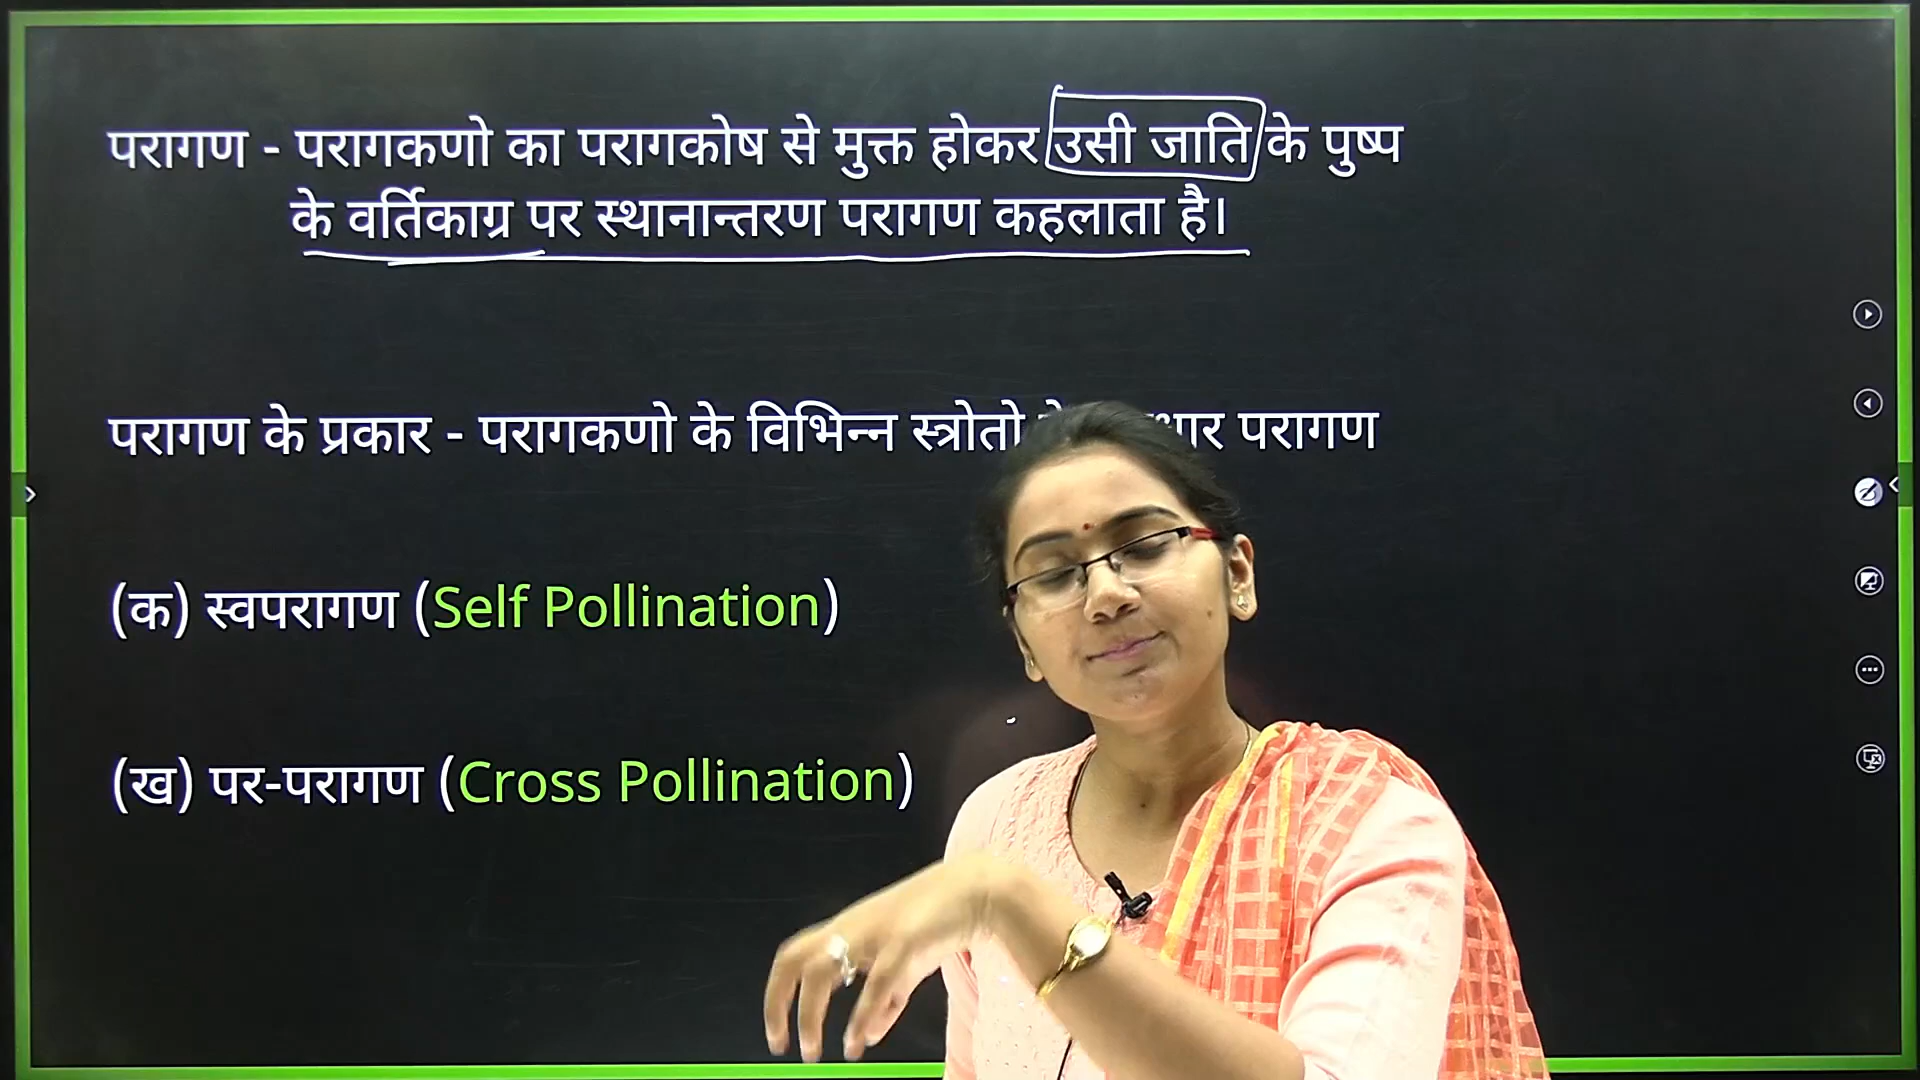 परागण - परागकणो का परागकोष से मुक्त होकर उसी जाति के पुष्प
के वर्तिकाग्र पर स्थानान्तरण परागण कहलाता है।
परागण के प्रकार - परागकणो के विभिन्न स्त्रोतो परागण
(क) स्वपरागण (Self Pollination)
(ख) पर-परागण (Cross Pollination)